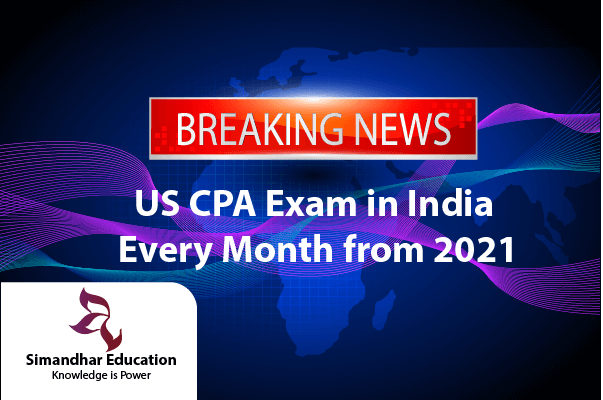 BREAKING NEWS
US CPA Exam in India
Every Month from 2021
Simandhar Education
Knowledge is Power